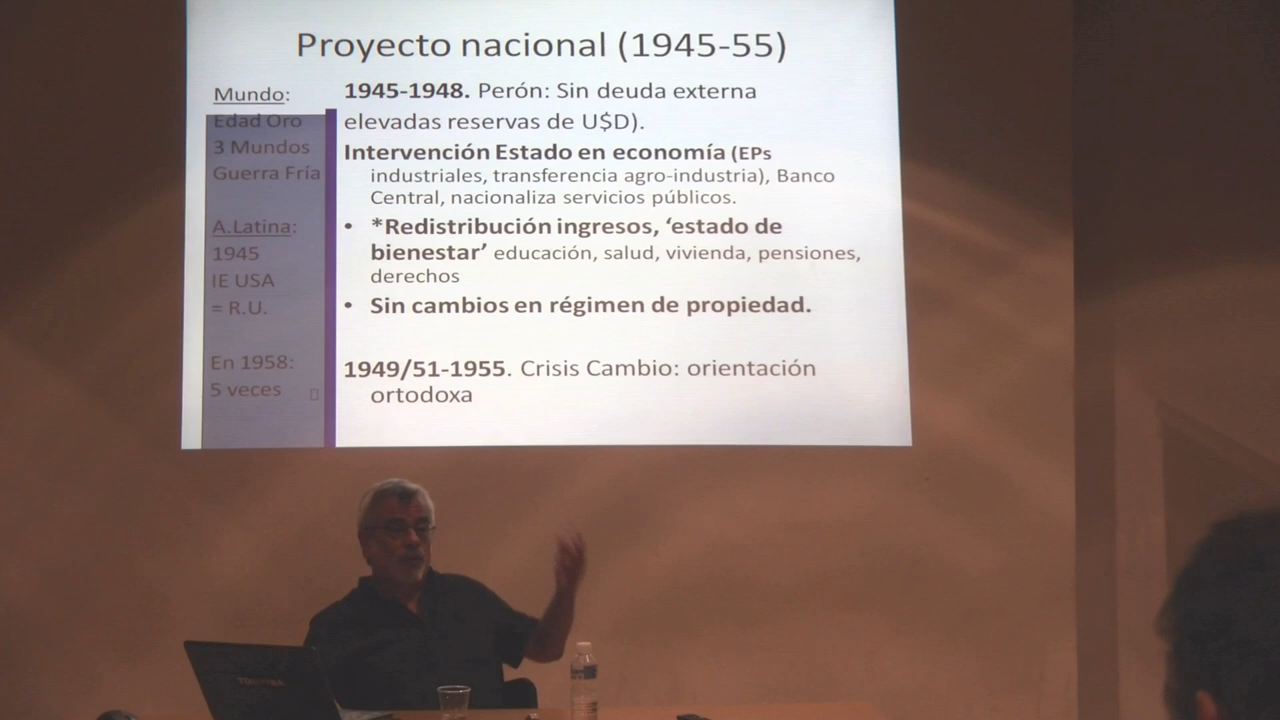 Proyecto nacional (1945-55)
Mundo:
Edad Oro
3 Mundos
Guerra Fría
A.Latina:
1945
IE USA
= R.U.
En 1958:
5 veces
1945-1948. Perón: Sin deuda externa
elevadas reservas de U$D).
Intervención Estado en economía (EPs
industriales, transferencia agro-industria), Banco
Central, nacionaliza servicios públicos.
• *Redistribución ingresos, ‘estado de
bienestar’ educación, salud, vivienda, pensiones,
derechos
• Sin cambios en régimen de propiedad.
1949/51-1955. Crisis Cambio: orientación
ortodoxa
TOSHIBA